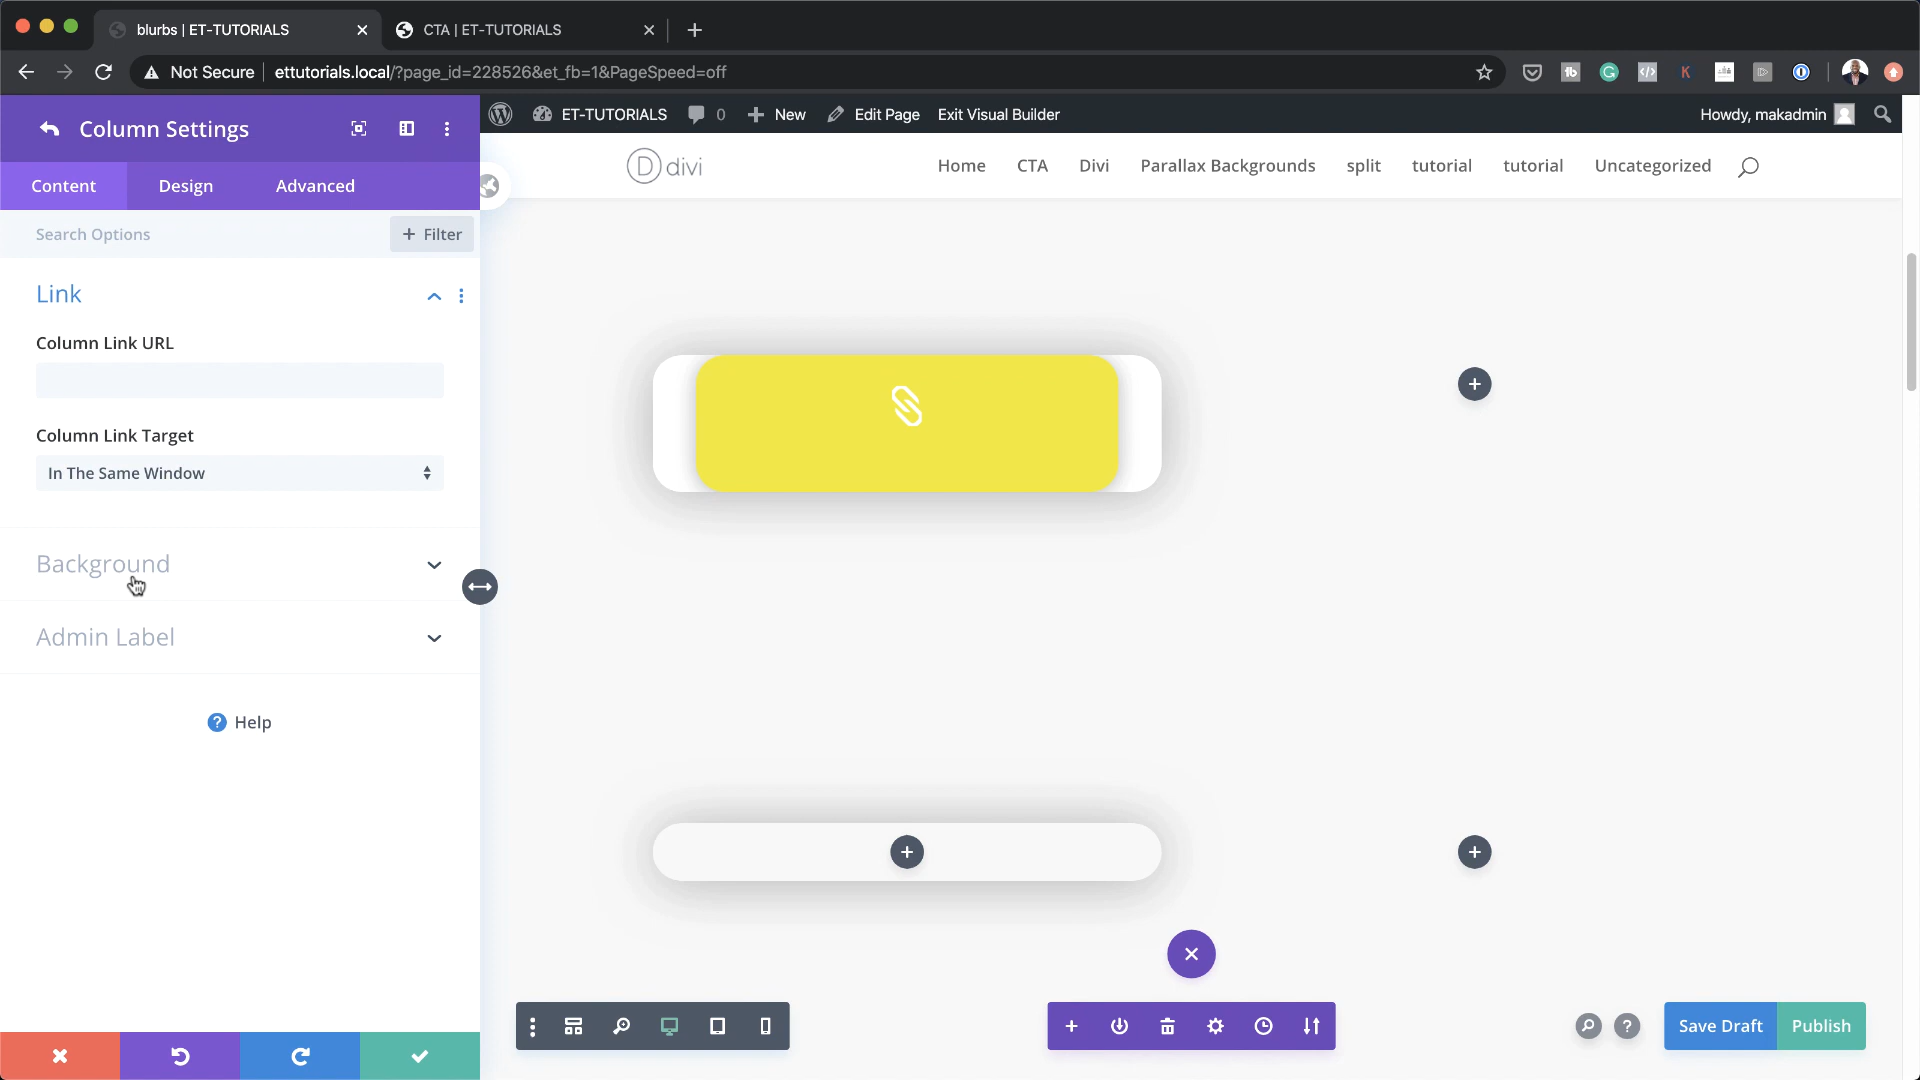 blurbs | ET-TUTORIALS
CTA | ET-TUTORIALS
Not Secure
ettutorials.local/?page_id=228526&et_fb=1&PageSpeed=off
Column Settings
ET-TUTORIALS
0
New
Edit Page
Exit Visual Builder
Howdy, makadmin
Content
Design
Advanced
divi
Home
CTA
Divi
Parallax Backgrounds
split
tutorial
tutorial
Uncategorized
Search Options
+ Filter
Link
Column Link URL
Column Link Target
In The Same Window
Background
Admin Label
? Help
Save Draft
Publish